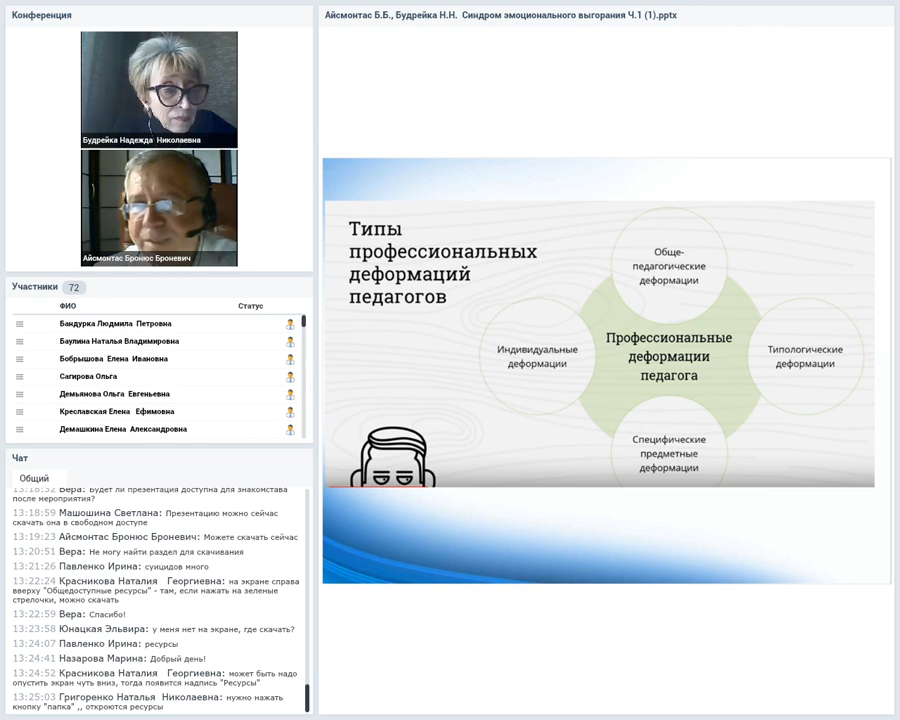 Конференция
Будрейка Надежда Николаевна
Айсмонтас Бронюс Броневич
Участники 72
ФИО Статус
Бандурка Людмила Петровна
Баулина Наталья Владимировна
Бобрышова Елена Ивановна
Сапирова Ольга
Демьянова Ольга Евгеньевна
Креславская Елена Ефимовна
Демашкина Елена Александровна
Чат
Общий
13:18:52 Вера: Будет ли презентация доступна для знакомстава
после мероприятия?
13:18:59 Машошина Светлана: Презентацию можно сейчас
скачать она в свободном доступе
13:19:23 Айсмонтас Бронюс Броневич: Можете скачать сейчас
13:20:51 Вера: Не могу найти раздел для скачивания
13:21:26 Павленко Ирина: суицидов много
13:22:24 Красникова Наталия Георгиевна: на экране справа
вверху "Общедоступные ресурсы" - там, если нажать на зеленые
стрелочки, можно скачать
13:22:59 Вера: Спасибо!
13:23:58 Юнацкая Эльвира: у меня нет на экране, где скачать?
13:24:07 Павленко Ирина: ресурсы
13:24:41 Назарова Марина: Добрый день!
13:24:52 Красникова Наталия Георгиевна: может быть надо
опустить экран чуть вниз, тогда появится надпись "Ресурсы"
13:25:03 Григоренко Наталья Николаевна: нужно нажать
кнопку "папка" ,, откроются ресурсы
Айсмонтас Б.Б., Будрейка Н.Н. Синдром эмоционального выгорания Ч.1 (1).pptx
Типы
профессиональных
деформаций
педагогов
Обще-
педагогические
деформации
Индивидуальные
деформации
Профессиональные
деформации
педагога
Типологические
деформации
Специфические
предметные
деформации